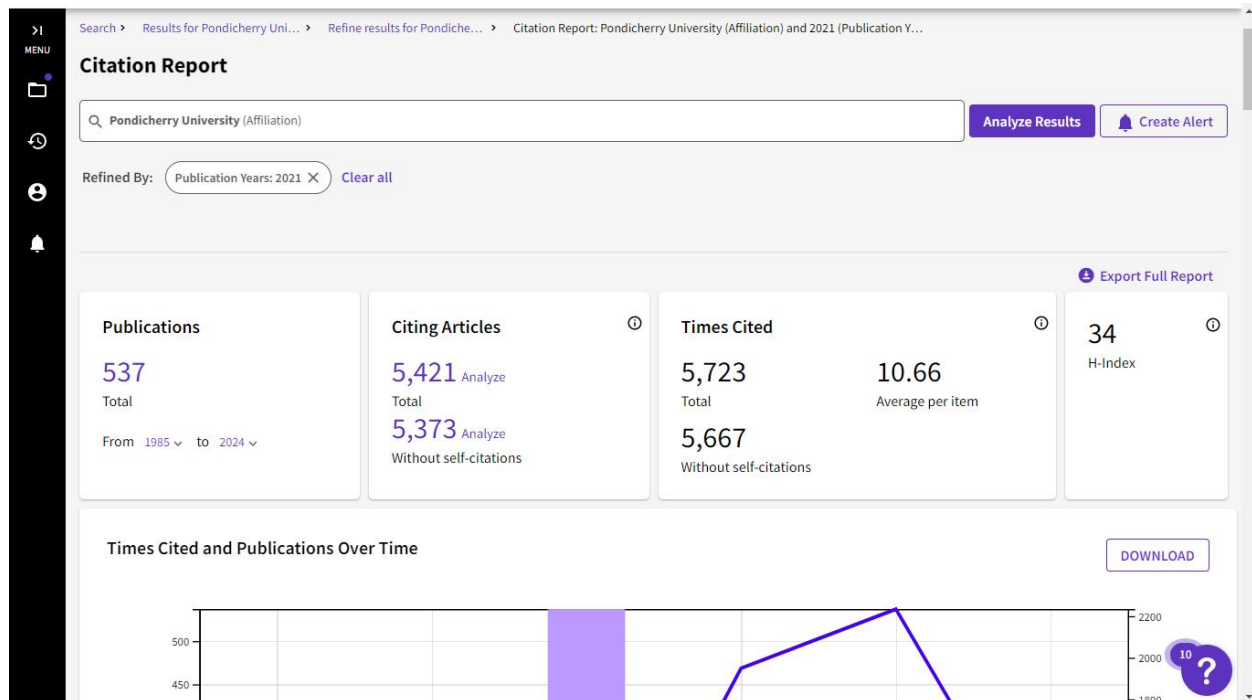 Search > Results for Pondicherry Uni... > Refine results for Pondiche... > Citation Report: Pondicherry University (Affiliation) and 2021 (Publication Y...
MENU
Citation Report
Pondicherry University (Affiliation)
Analyze Results
Create Alert
Refined By: Publication Years: 2021 Clear all
Export Full Report
Publications
537
Total
From 1985 to 2024
Citing Articles
5,421 Analyze
Total
5,373 Analyze
Without self-citations
Times Cited
5,723
Total
10.66
Average per item
5,667
Without self-citations
34
H-Index
Times Cited and Publications Over Time
DOWNLOAD
500
450
2200
2000
1800
10
?